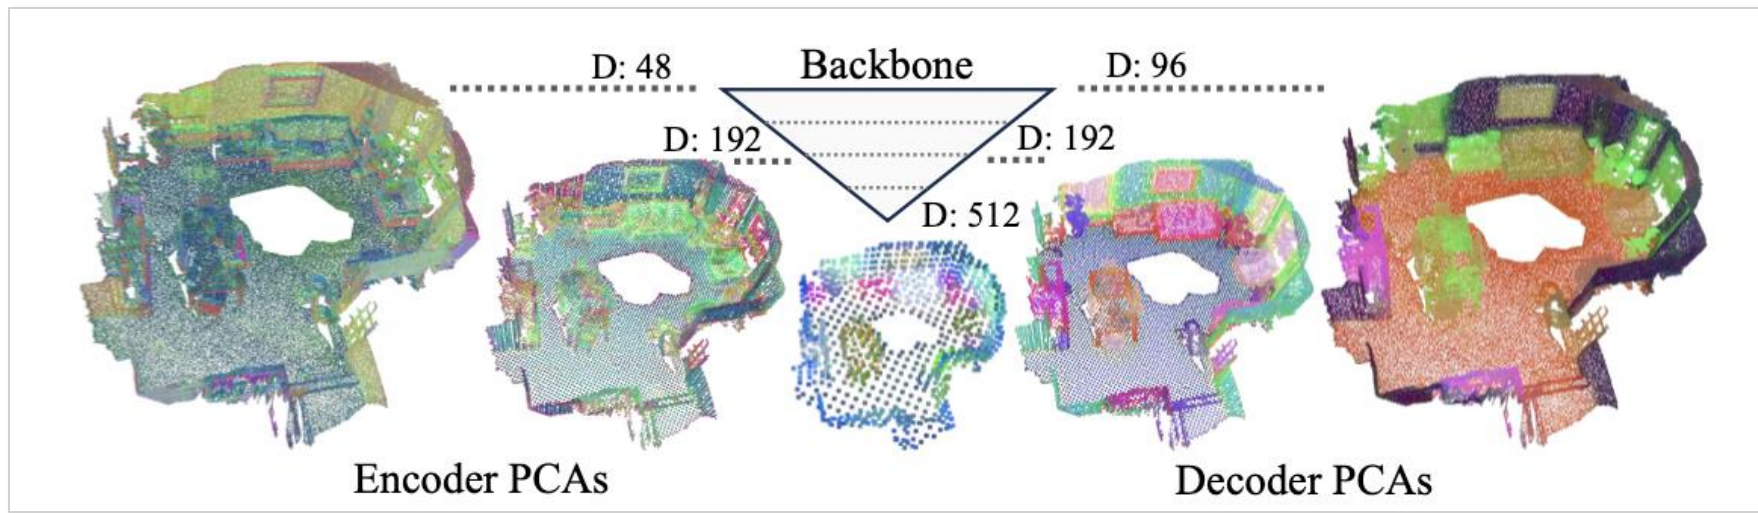 D: 48
Backbone
D: 96
D: 192
D: 192
D: 512
Encoder PCAs
Decoder PCAs